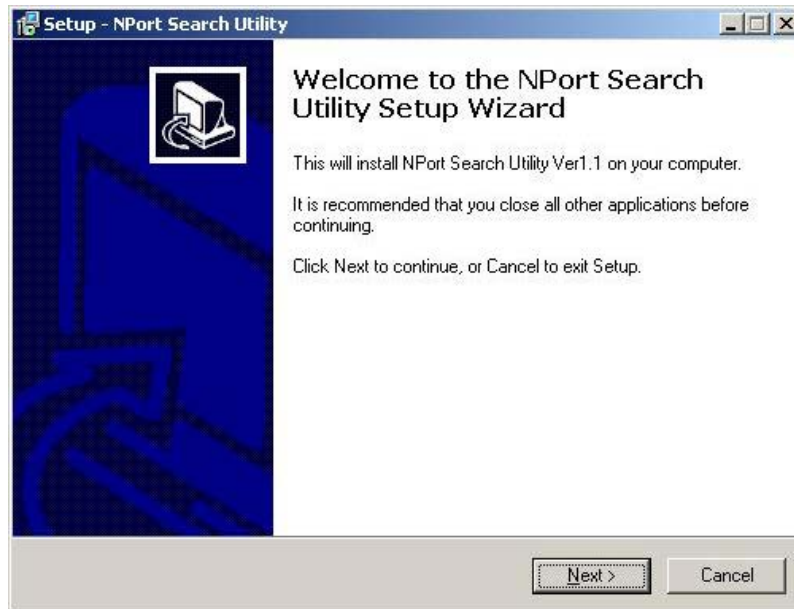 Setup - NPort Search Utility
Welcome to the NPort Search
Utility Setup Wizard
This will install NPort Search Utility Ver1.1 on your computer.
It is recommended that you close all other applications before
continuing.
Click Next to continue, or Cancel to exit Setup.
Next > Cancel